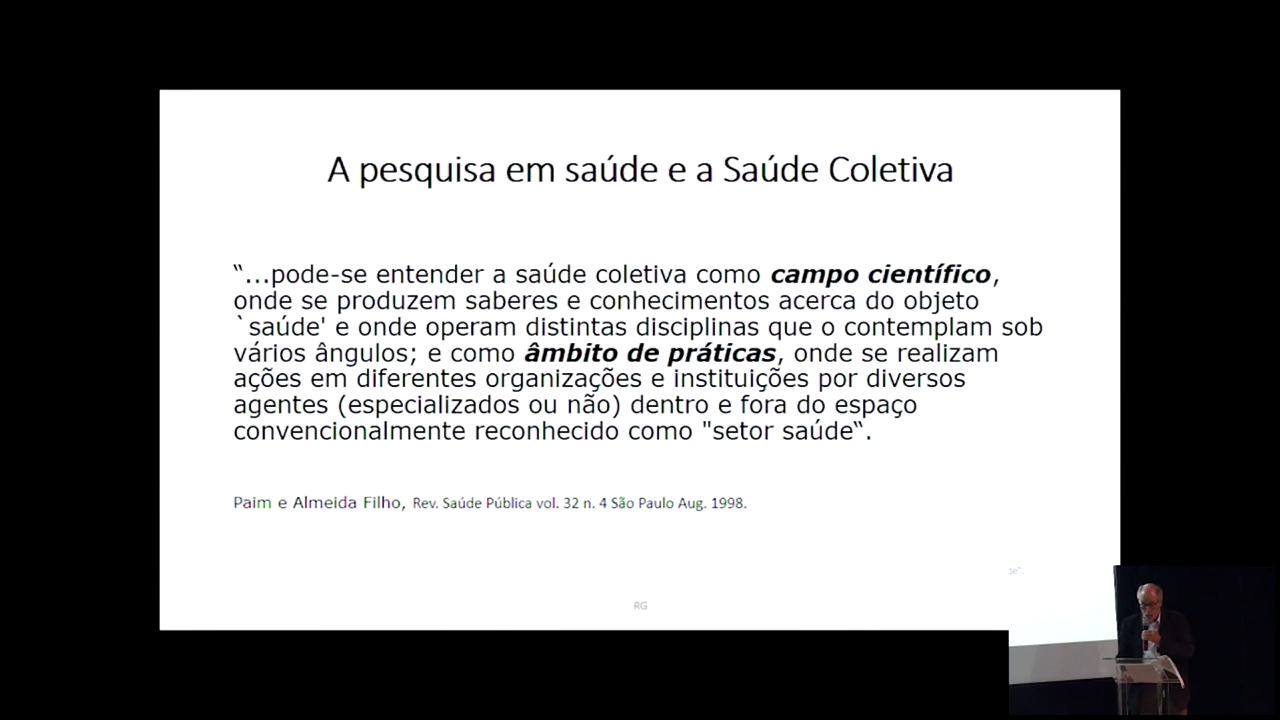 A pesquisa em saúde e a Saúde Coletiva
“...pode-se entender a saúde coletiva como campo científico,
onde se produzem saberes e conhecimentos acerca do objeto
`saúde' e onde operam distintas disciplinas que o contemplam sob
vários ângulos; e como âmbito de práticas, onde se realizam
ações em diferentes organizações e instituições por diversos
agentes (especializados ou não) dentro e fora do espaço
convencionalmente reconhecido como "setor saúde“.
Paim e Almeida Filho, Rev. Saúde Pública vol. 32 n. 4 São Paulo Aug. 1998.
RG